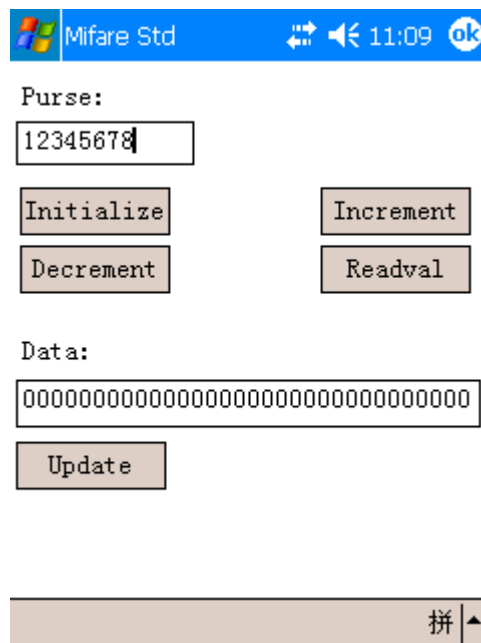 Mifare Std 11:09 ok
Purse:
12345678
Initialize Increment
Decrement Readval
Data:
00000000000000000000000000000000
Update
拼